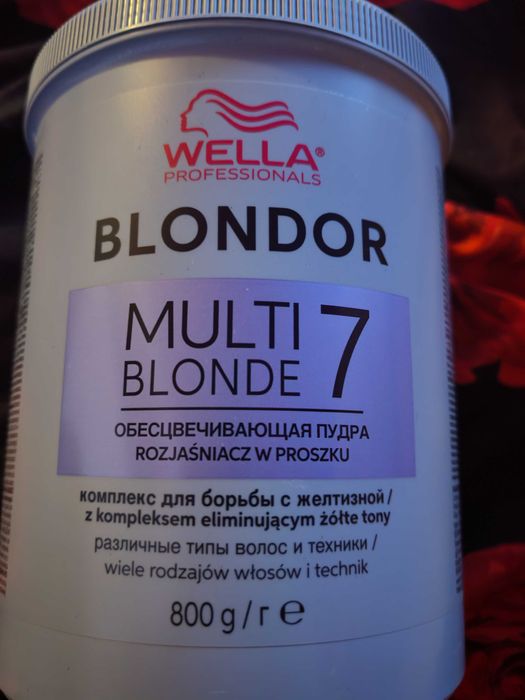 WELLA®
PROFESSIONALS
BLONDOR
MULTI
BLONDE 7
ОБЕСЦВЕЧИВАЮЩАЯ ПУДРА
ROZJAŚNIACZ W PROSZKU
комплекс для борьбы с желтизной /
z kompleksem eliminującym żółte tony
различные типы волос и техники /
wiele rodzajów włosów i technik
800 g / г e